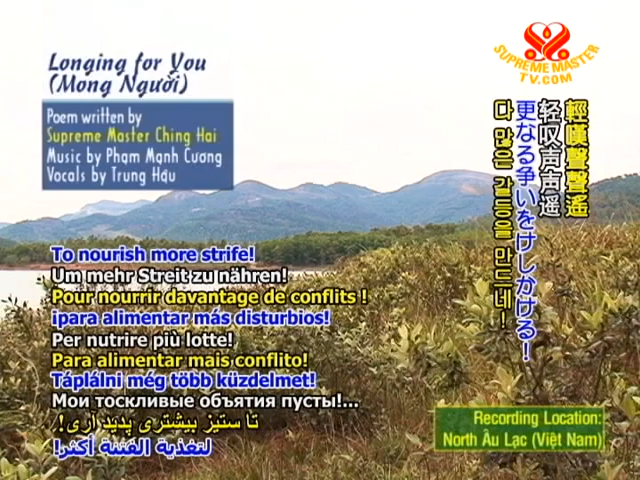 Longing for You
(Mong Người)
Poem written by
Supreme Master Ching Hai
Music by Phạm Mạnh Cương
Vocals by Trung Hậu
SUPREME MASTER
TV.COM
輕嘆聲聲遙
轻叹声声遥
更なる争いをけしかける！
다 많은 갈등을 만드네!
To nourish more strife!
Um mehr Streit zu nähren!
Pour nourrir davantage de conflits !
¡para alimentar más disturbios!
Per nutrire più lotte!
Para alimentar mais conflito!
Táplálni még több küzdelmet!
Мои тоскливые объятия пусты!...
تا ستیز بیشتری پدید آری!
لتغذية الفتنة أكثر!
Recording Location:
North Âu Lạc (Việt Nam)